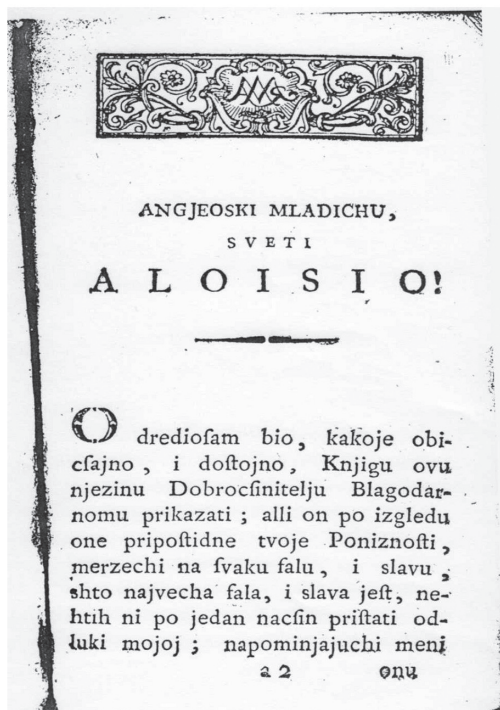 ANGJEOSKI MLADICHU,
SVETI
ALOISIO!
Odredioſam bio, kakoje obi-
cſajno, i doſtojno, Knjigu ovu
njezinu Dobrocſinitelju Blagodar-
nomu prikazati; alli on po izgledu
one pripoſtidne tvoje Poniznoſti,
merzechi na ſvaku falu, i slavu,
shto najvecha fala, i slava jeſt, ne-
htih ni po jedan nacſin priſtati od-
luki mojoj; napominjajuchi meni
a 2 onu